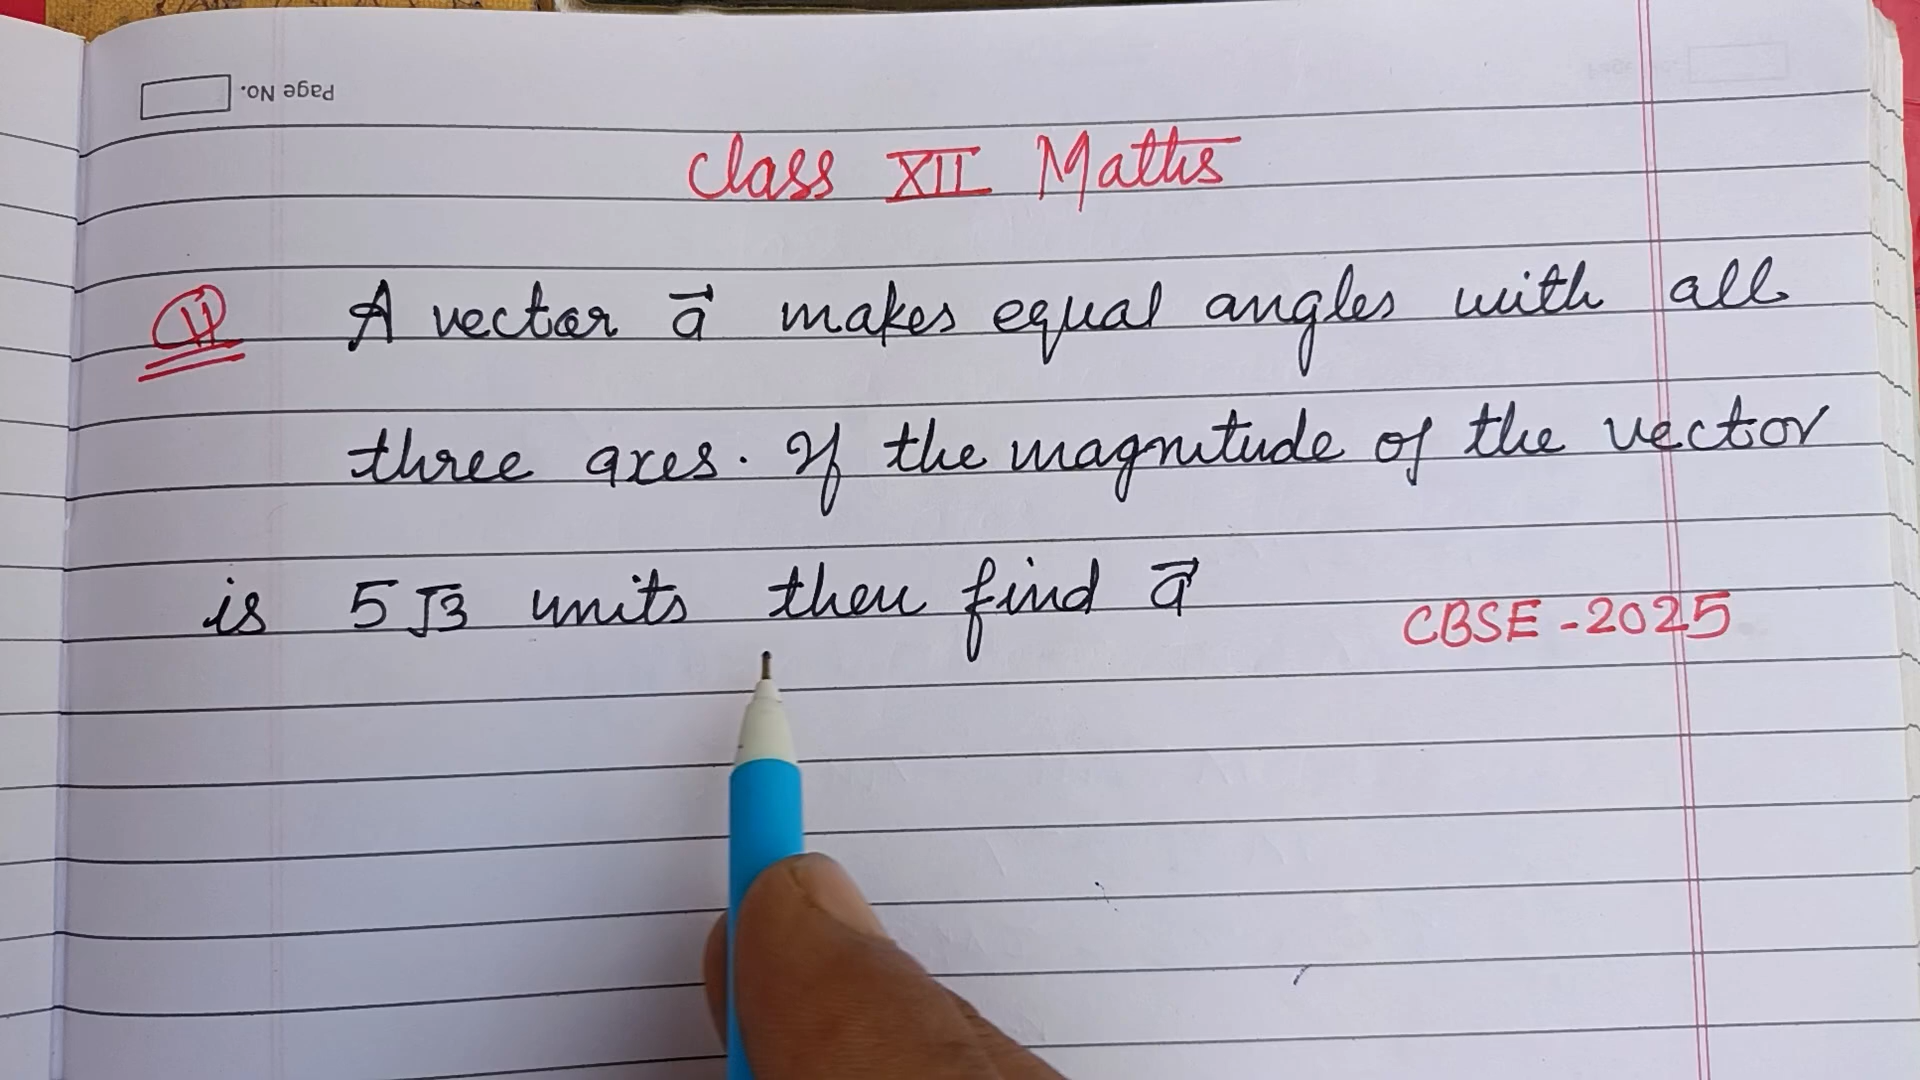 Page No.
Class XII Maths
Q A vector a⃗ makes equal angles with all
three axes. If the magnitude of the vector
is 5√3 units then find a⃗
CBSE - 2025